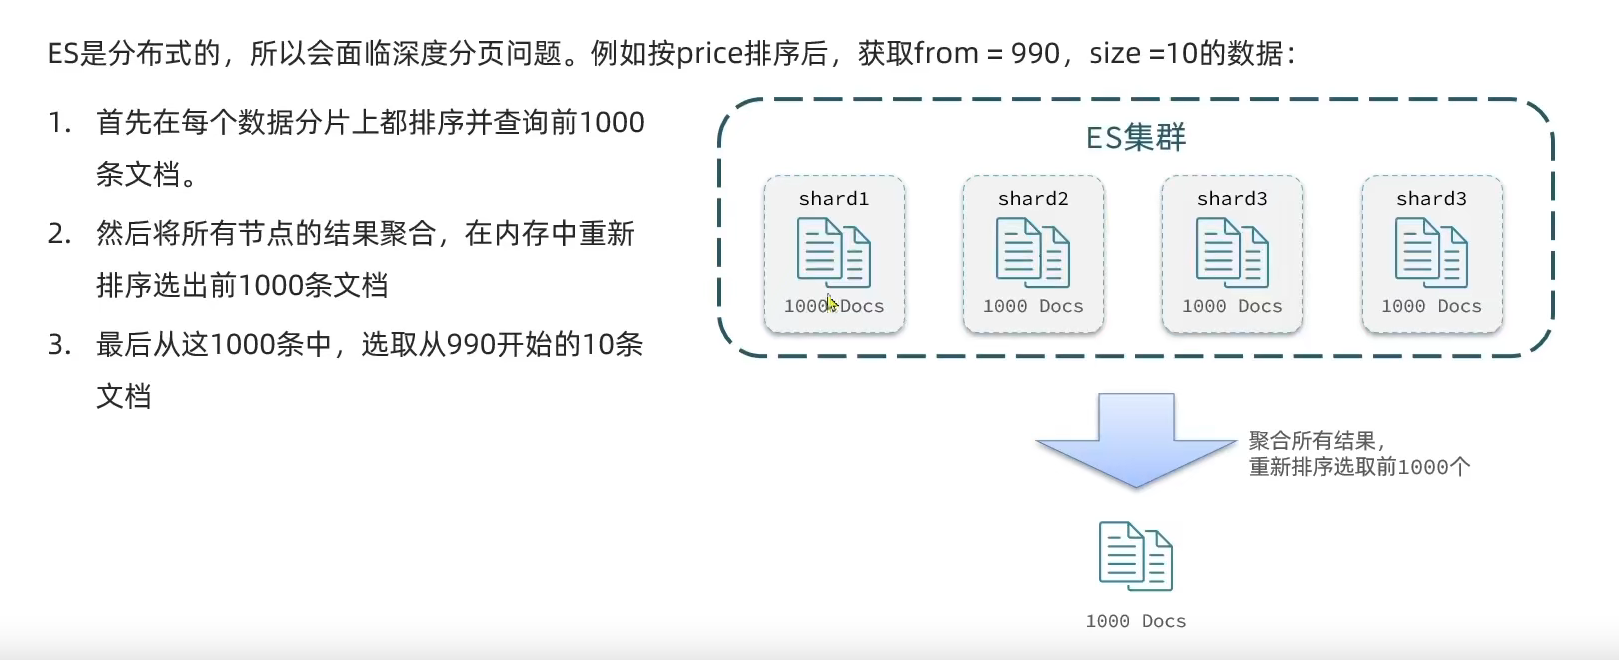 ES是分布式的，所以会面临深度分页问题。例如按price排序后，获取from = 990，size =10的数据：
1. 首先在每个数据分片上都排序并查询前1000
条文档。
2. 然后将所有节点的结果聚合，在内存中重新
排序选出前1000条文档
3. 最后从这1000条中，选取从990开始的10条
文档
ES集群
shard1
1000 Docs
shard2
1000 Docs
shard3
1000 Docs
shard3
1000 Docs
聚合所有结果，
重新排序选取前1000个
1000 Docs